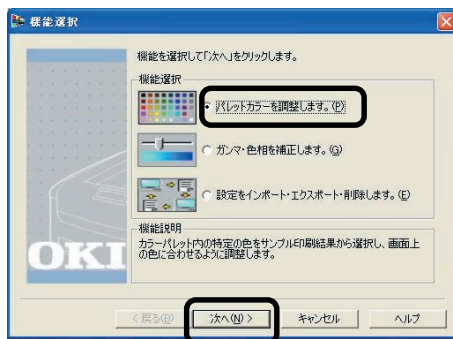 機能選択
機能を選択して「次へ」をクリックします。
機能選択
パレットカラーを調整します。(P)
ガンマ・色相を補正します。(G)
設定をインポート・エクスポート・削除します。(E)
機能説明
カラーパレット内の特定の色をサンプル印刷結果から選択し、画面上
の色に合わせるように調整します。
OKI
< 戻る(B)
次へ(N) >
キャンセル
ヘルプ